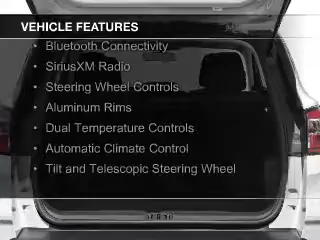 VEHICLE FEATURES
• Bluetooth Connectivity
• SiriusXM Radio
• Steering Wheel Controls
• Aluminum Rims
• Dual Temperature Controls
• Automatic Climate Control
• Tilt and Telescopic Steering Wheel